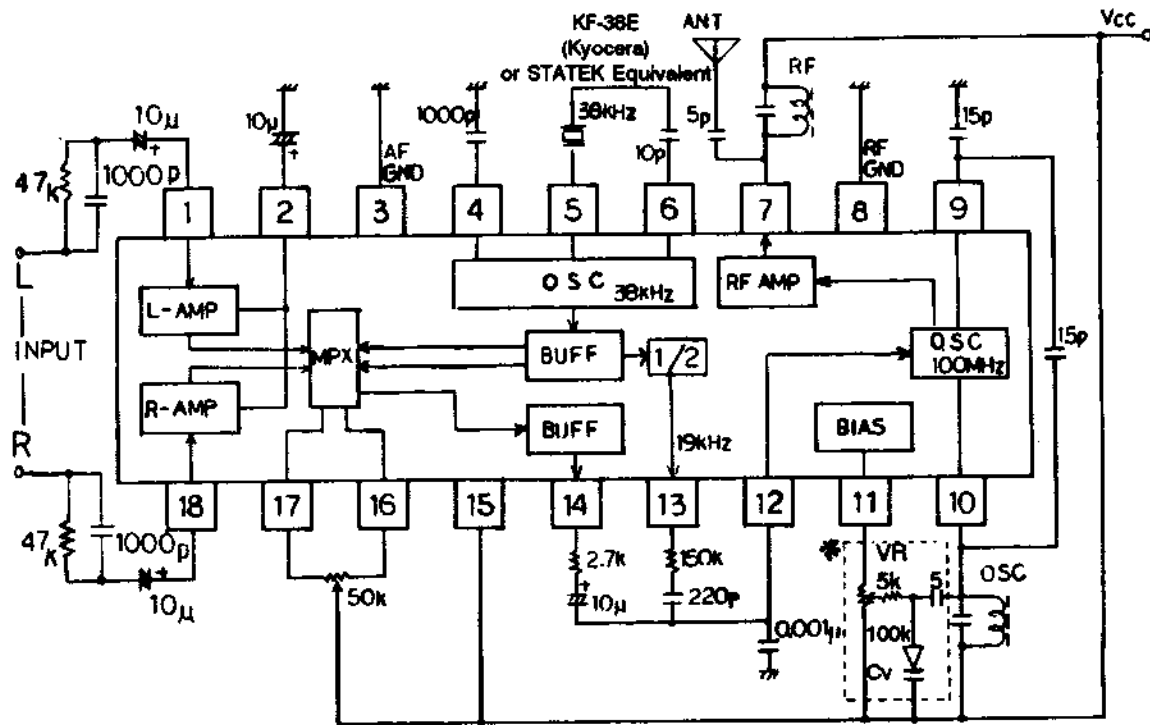 KF-38E
(Kyocera)
or STATEK Equivalent
ANT
Vcc
RF
10μ
10μ
1000p
38kHz
5p
15p
47k
1000p
AF
GND
10p
RF
GND
1
2
3
4
5
6
7
8
9
OSC 38kHz
RF AMP
L-AMP
L
INPUT
R
MPX
BUFF
1/2
OSC
100MHz
15p
R-AMP
BUFF
19kHz
BIAS
18
17
16
15
14
13
12
11
10
47k
1000p
10μ
50k
2.7k
10μ
150k
220p
0.001μ
* VR
5k
5
OSC
100k
Cv